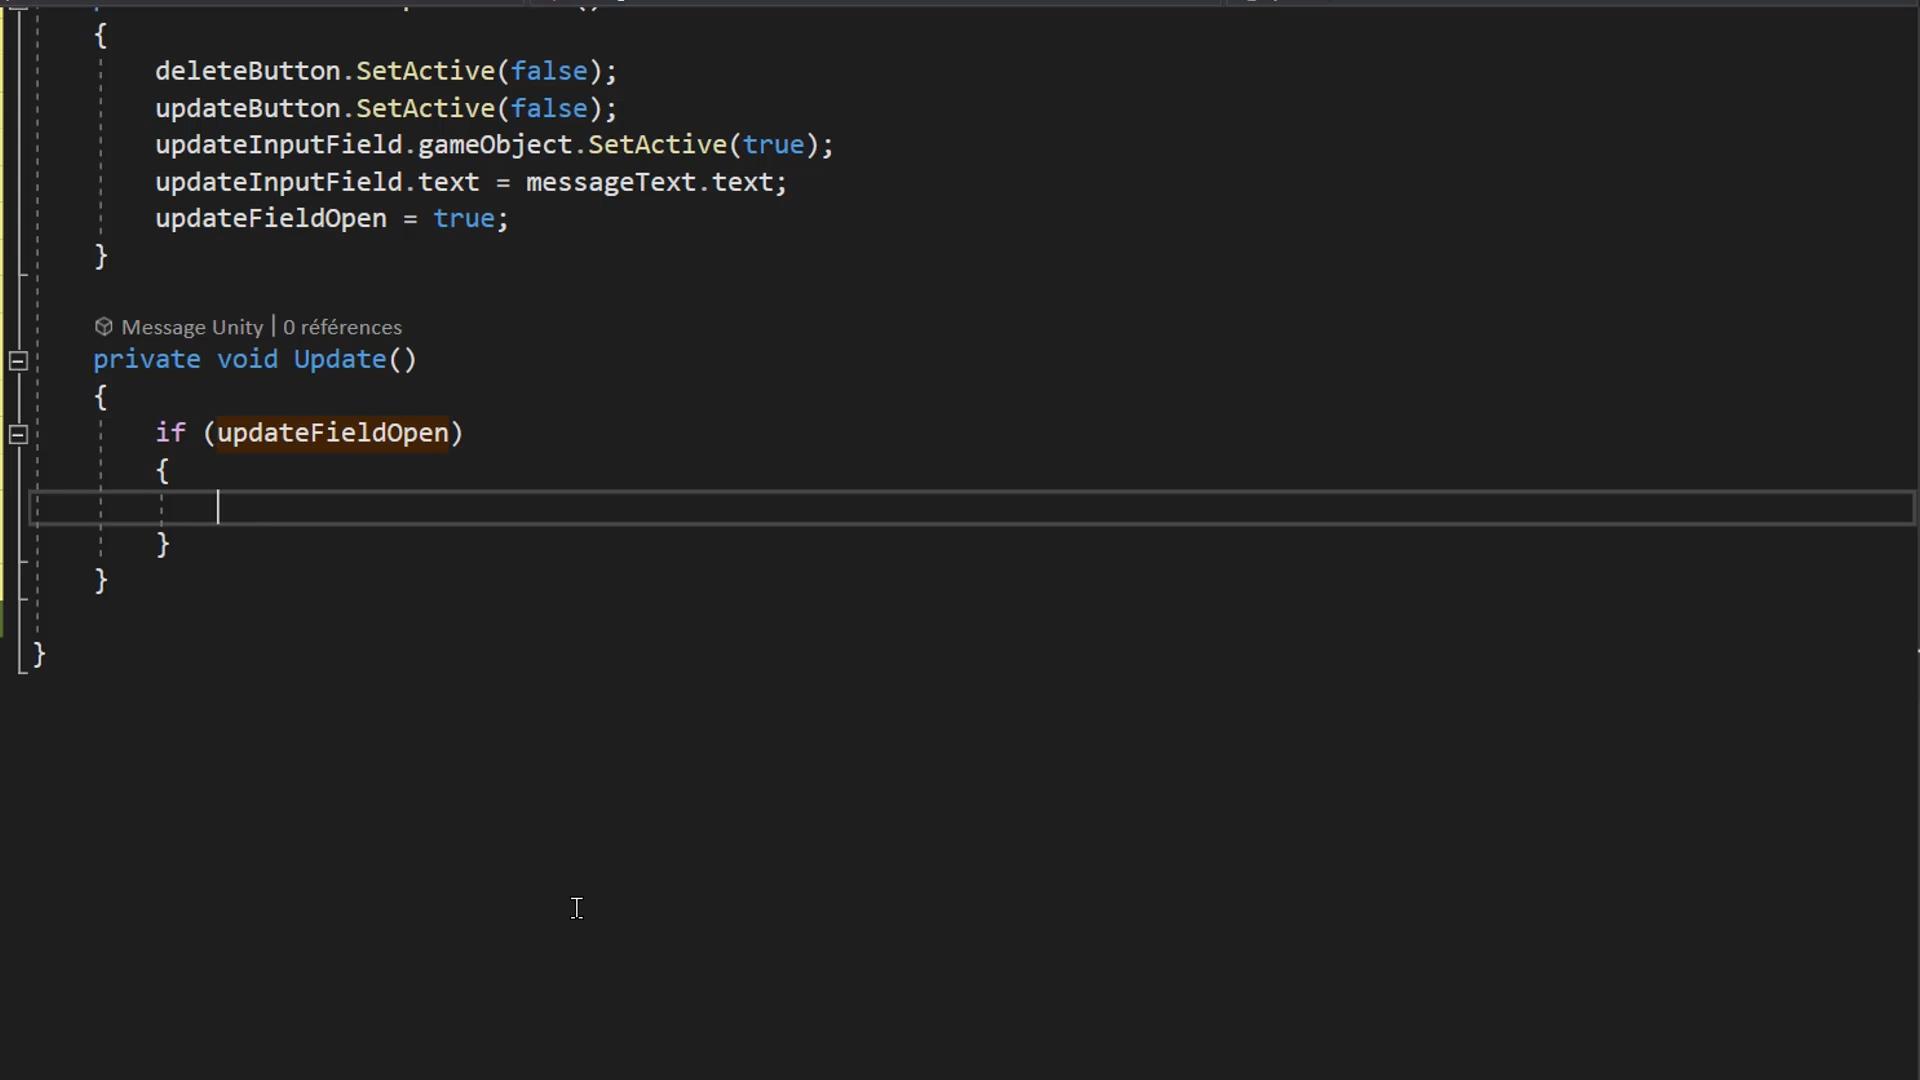 {
deleteButton.SetActive(false);
updateButton.SetActive(false);
updateInputField.gameObject.SetActive(true);
updateInputField.text = messageText.text;
updateFieldOpen = true;
}
Message Unity | 0 références
private void Update()
{
if (updateFieldOpen)
{
}
}
}